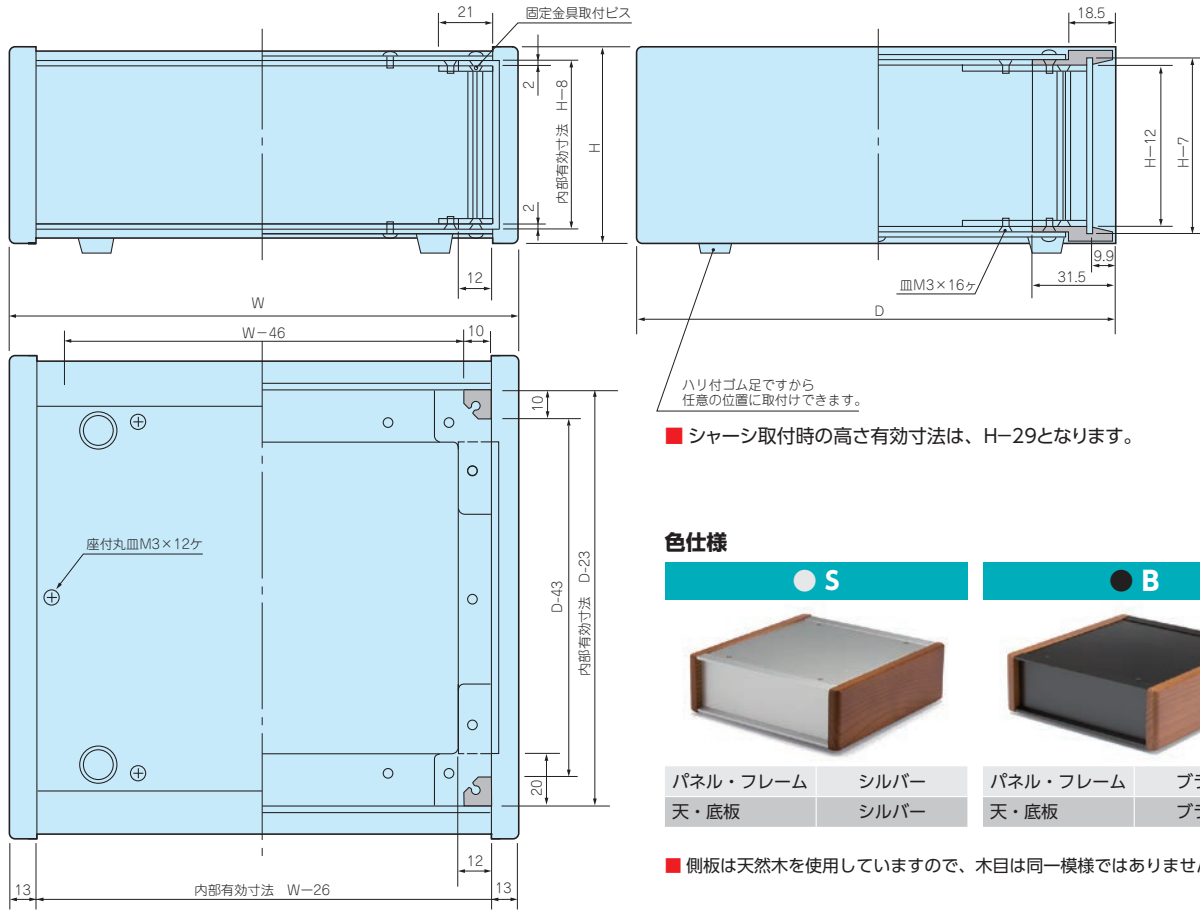 21
固定金具取付ビス
2
内部有効寸法 H−8
H
2
12
W
18.5
H−12
H−7
9.9
31.5
皿M3×16ヶ
D
ハリ付ゴム足ですから
任意の位置に取付けできます。
■ シャーシ取付時の高さ有効寸法は、H−29となります。
W−46
10
10
座付丸皿M3×12ケ
D-43
内部有効寸法 D-23
20
12
13
内部有効寸法 W−26
13
色仕様
S
B
パネル・フレーム シルバー
天・底板 シルバー
パネル・フレーム
天・底板
■ 側板は天然木を使用していますので、木目は同一模様ではありませ